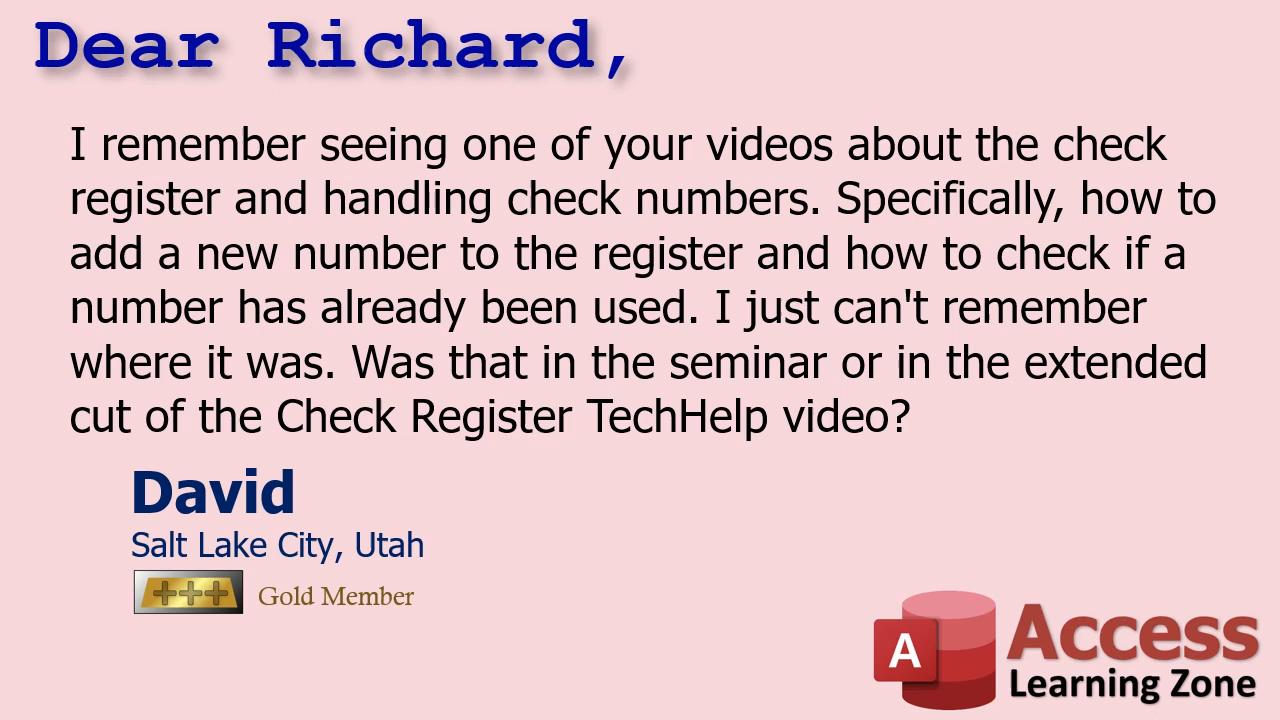 Dear Richard,
I remember seeing one of your videos about the check
register and handling check numbers. Specifically, how to
add a new number to the register and how to check if a
number has already been used. I just can't remember
where it was. Was that in the seminar or in the extended
cut of the Check Register TechHelp video?
David
Salt Lake City, Utah
+++ Gold Member
A Access
Learning Zone